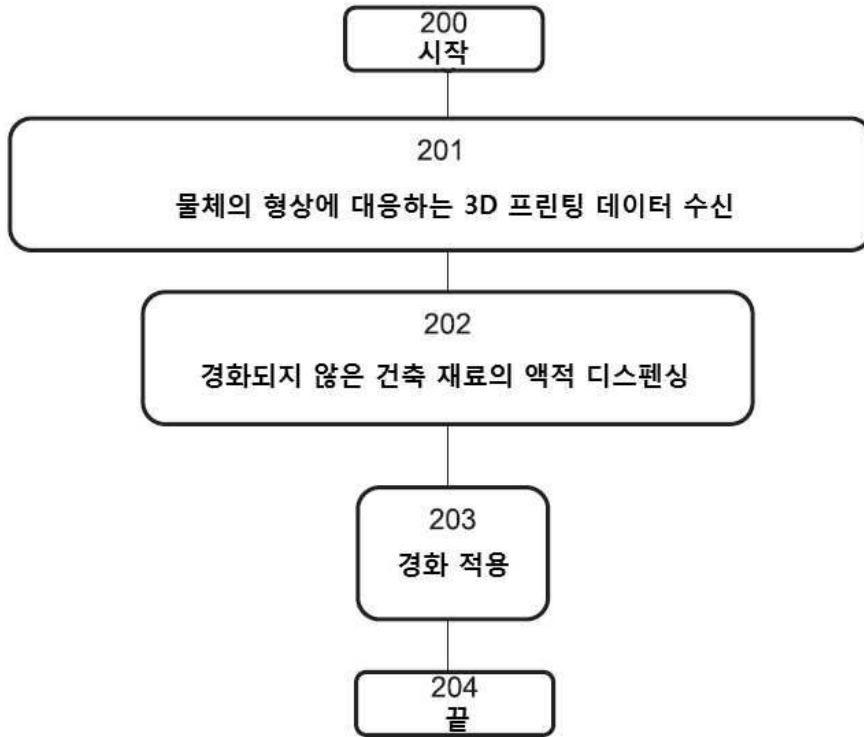 200
시작
201
물체의 형상에 대응하는 3D 프린팅 데이터 수신
202
경화되지 않은 건축 재료의 액적 디스펜싱
203
경화 적용
204
끝